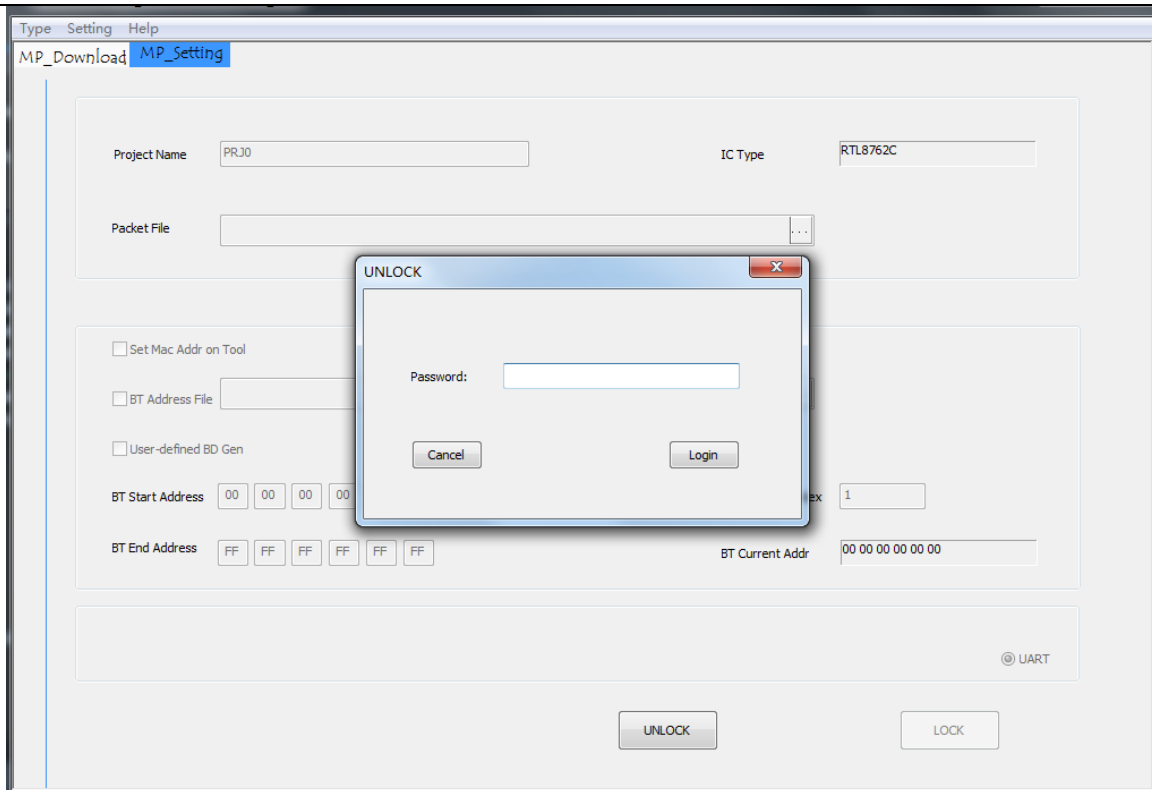 Type Setting Help
MP_Download MP_Setting
Project Name PRJ0 IC Type RTL8762C
Packet File ...
UNLOCK
Password:
Cancel Login
Set Mac Addr on Tool
BT Address File
User-defined BD Gen
BT Start Address 00 00 00 00 ex 1
BT End Address FF FF FF FF FF FF BT Current Addr 00 00 00 00 00 00
UART
UNLOCK LOCK